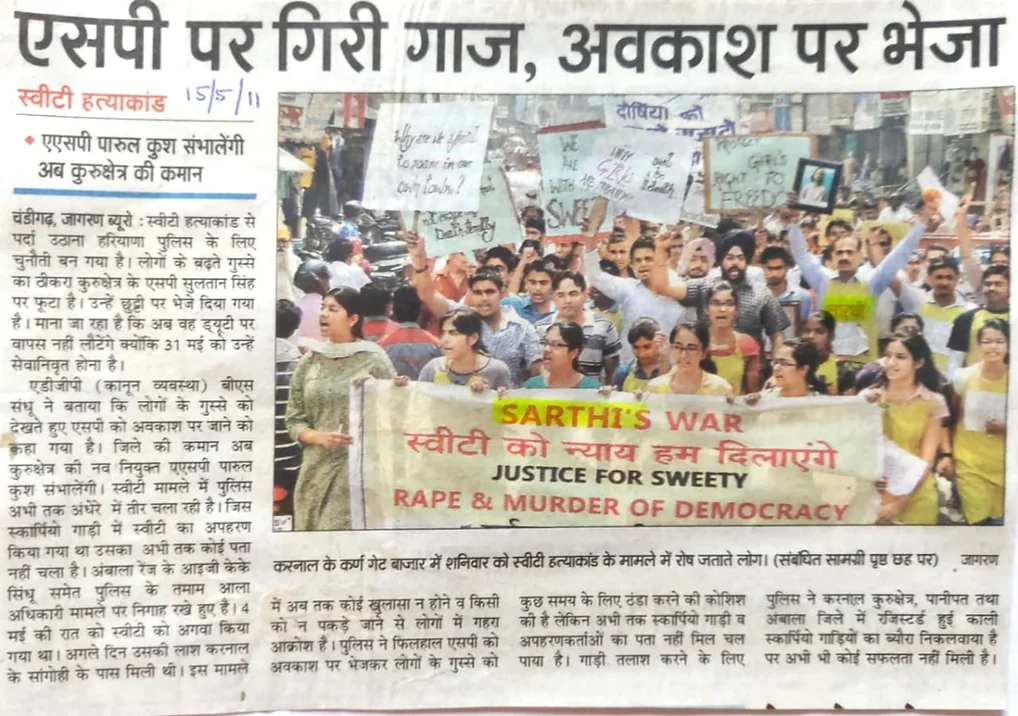 एसपी पर गिरी गाज, अवकाश पर भेजा
स्वीटी हत्याकांड 15/5/11
एएसपी पारुल कुश संभालेंगी
अब कुरुक्षेत्र की कमान
चंडीगढ़, जागरण ब्यूरो : स्वीटी हत्याकांड से
पर्दा उठाना हरियाणा पुलिस के लिए
चुनौती बन गया है। लोगों के बढ़ते गुस्से
का ठीकरा कुरुक्षेत्र के एसपी सुलतान सिंह
पर फूटा है। उन्हें छुट्टी पर भेज दिया गया
है। माना जा रहा है कि अब वह ड्यूटी पर
वापस नहीं लौटेंगे क्योंकि 31 मई को उन्हें
सेवानिवृत होना है।
एडीजीपी (कानून व्यवस्था) बीएस
संधू ने बताया कि लोगों के गुस्से को
देखते हुए एसपी को अवकाश पर जाने को
कहा गया है। जिले की कमान अब
कुरुक्षेत्र की नव नियुक्त एएसपी पारुल
कुश संभालेंगी। स्वीटी मामले में पुलिस
अभी तक अंधेरे में तीर चला रही है। जिस
स्कार्पियो गाड़ी में स्वीटी का अपहरण
किया गया था उसका अभी तक कोई पता
नहीं चला है। अंबाला रेंज के आइजी केके
सिंधू समेत पुलिस के तमाम आला
अधिकारी मामले पर निगाह रखे हुए है। 4
मई की रात को स्वीटी को अगवा किया
गया था। अगले दिन उसकी लाश करनाल
के सांगोही के पास मिली थी। इस मामले
दोषियों को
Why are we afraid
to roam in our
own town?
WE
ARE
WITH
SWEE
GIRL'S
RIGHT TO
FREEDO
SARTHI'S WAR
स्वीटी को न्याय हम दिलाएंगे
JUSTICE FOR SWEETY
RAPE & MURDER OF DEMOCRACY
करनाल के कर्ण गेट बाजार में शनिवार को स्वीटी हत्याकांड के मामले में रोष जताते लोग। (संबंधित सामग्री पृष्ठ छह पर) जागरण
में अब तक कोई खुलासा न होने व किसी
को न पकड़े जाने से लोगों में गहरा
आक्रोश है। पुलिस ने फिलहाल एसपी को
अवकाश पर भेजकर लोगों के गुस्से को
कुछ समय के लिए ठंडा करने की कोशिश
की है लेकिन अभी तक स्कार्पियो गाड़ी व
अपहरणकर्ताओं का पता नहीं मिल चल
पाया है। गाड़ी तलाश करने के लिए
पुलिस ने करनाल कुरुक्षेत्र, पानीपत तथा
अंबाला जिले में रजिस्टर्ड हुई काली
स्कार्पियो गाड़ियों का ब्यौरा निकलवाया है
पर अभी भी कोई सफलता नहीं मिली है।